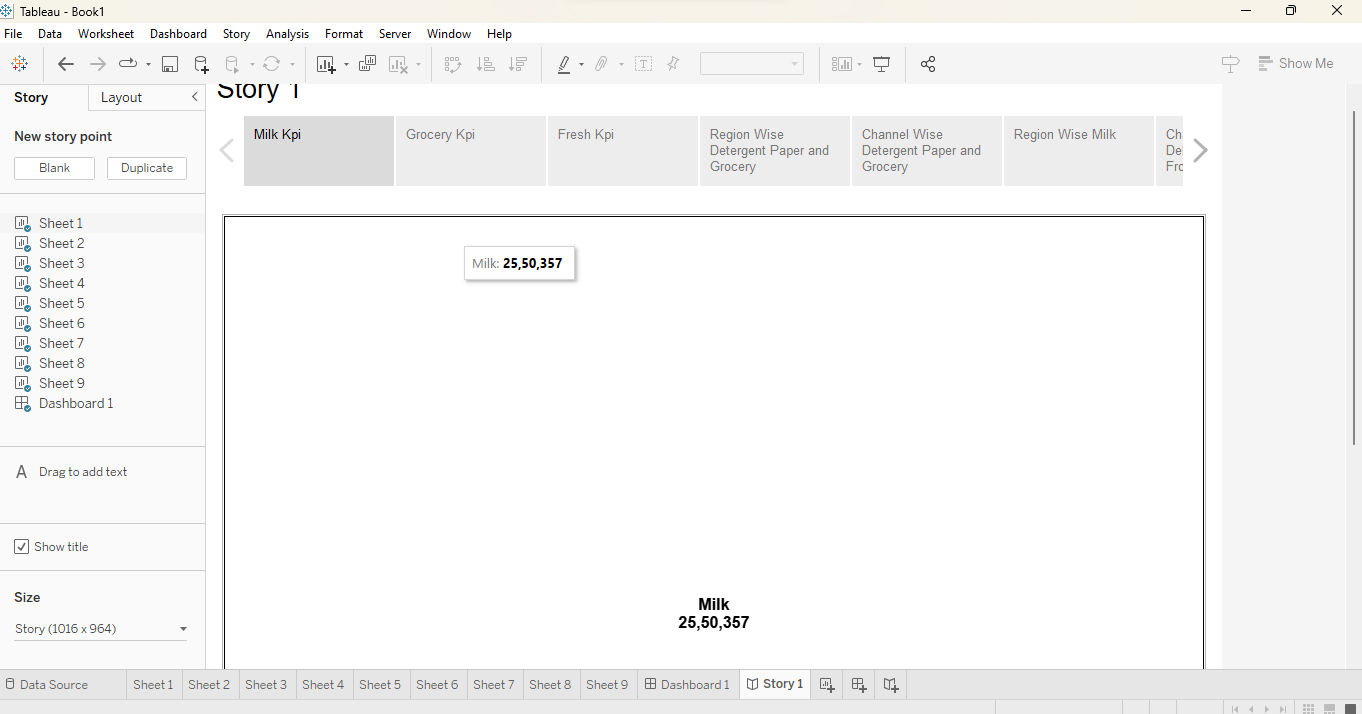 Tableau - Book1
File Data Worksheet Dashboard Story Analysis Format Server Window Help
Show Me
Story Layout
New story point
Blank Duplicate
Sheet 1
Sheet 2
Sheet 3
Sheet 4
Sheet 5
Sheet 6
Sheet 7
Sheet 8
Sheet 9
Dashboard 1
A Drag to add text
Show title
Size
Story (1016 x 964)
Story 1
Milk Kpi
Grocery Kpi
Fresh Kpi
Region Wise
Detergent Paper and
Grocery
Channel Wise
Detergent Paper and
Grocery
Region Wise Milk
Ch
De
Fro
Milk: 25,50,357
Milk
25,50,357
Data Source Sheet 1 Sheet 2 Sheet 3 Sheet 4 Sheet 5 Sheet 6 Sheet 7 Sheet 8 Sheet 9 Dashboard 1 Story 1